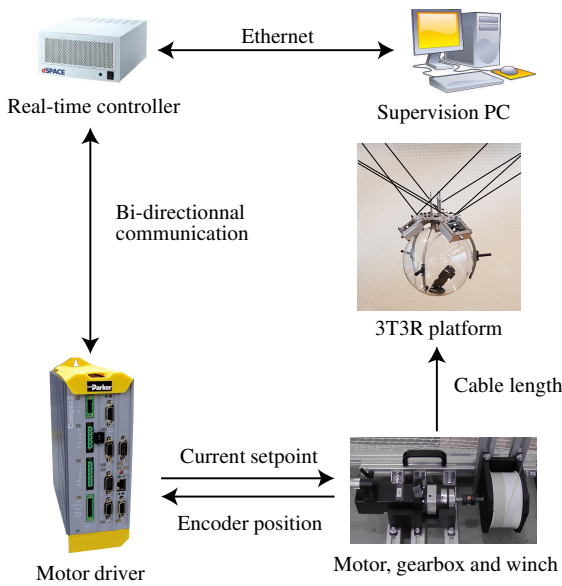 Ethernet
dSPACE
Real-time controller
Supervision PC
Bi-directionnal
communication
3T3R platform
Cable length
Parker
Compax3
Current setpoint
Encoder position
Motor driver
Motor, gearbox and winch